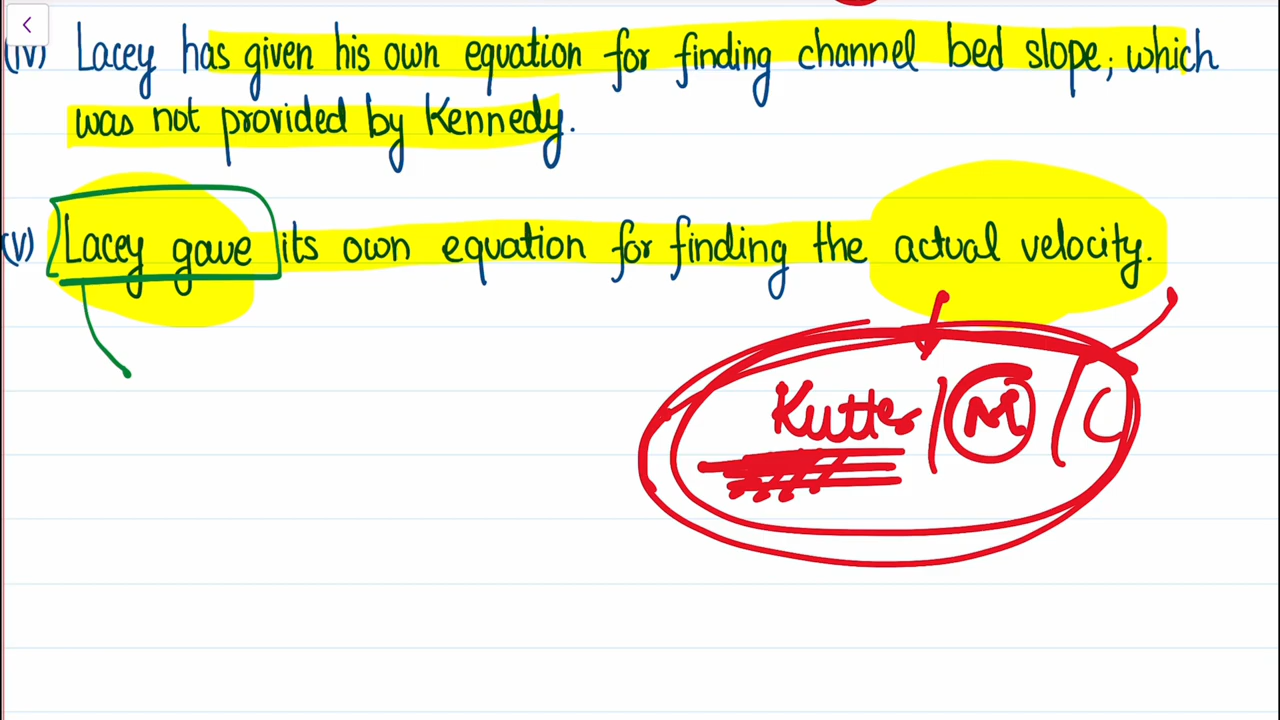 (iv) Lacey has given his own equation for finding channel bed slope; which
was not provided by Kennedy.
(v) Lacey gave its own equation for finding the actual velocity.
Kutter / M / C